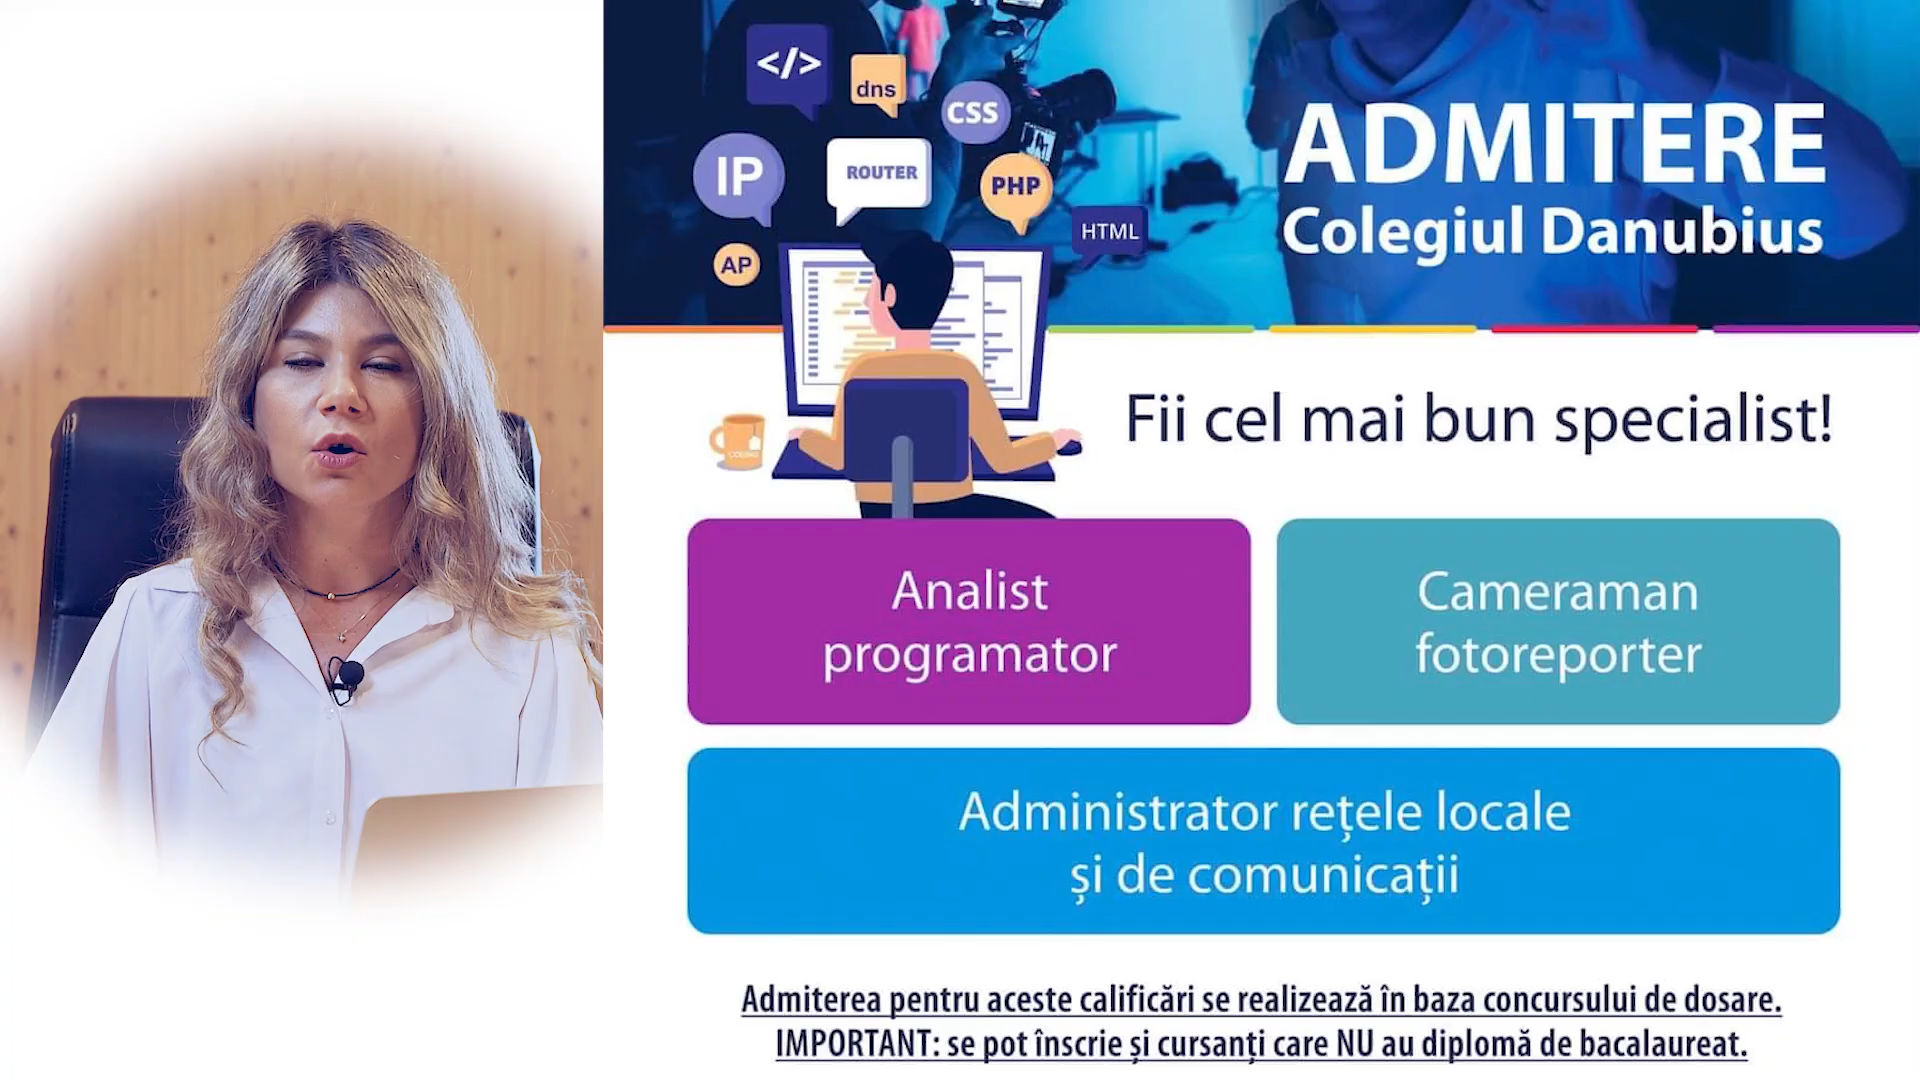 </>
dns
CSS
IP
ROUTER
PHP
HTML
AP
ADMITERE
Colegiul Danubius
Fii cel mai bun specialist!
Analist
programator
Cameraman
fotoreporter
Administrator rețele locale
și de comunicații
Admiterea pentru aceste calificări se realizează în baza concursului de dosare.
IMPORTANT: se pot înscrie și cursanți care NU au diplomă de bacalaureat.